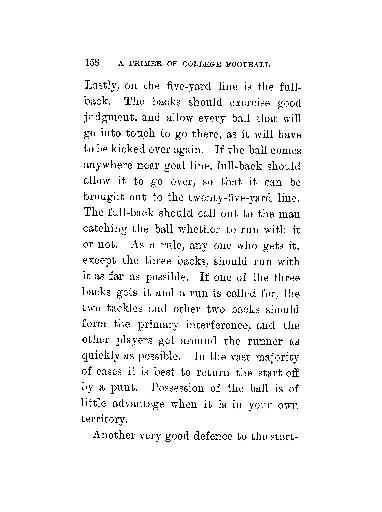 158 A PRIMER OF COLLEGE FOOTBALL
Lastly, on the five-yard line is the full-
back. The backs should exercise good
judgment, and allow every ball that will
go into touch to go there, as it will have
to be kicked over again. If the ball comes
anywhere near goal line, full-back should
allow it to go over, so that it can be
brought out to the twenty-five-yard line.
The full-back should call out to the man
catching the ball whether to run with it
or not. As a rule, any one who gets it,
except the three backs, should run with
it as far as possible. If one of the three
backs gets it and a run is called for, the
two tackles and other two backs should
form the primary interference, and the
other players get around the runner as
quickly as possible. In the vast majority
of cases it is best to return the start-off
by a punt. Possession of the ball is of
little advantage when it is in your own
territory.
Another very good defence to the start-